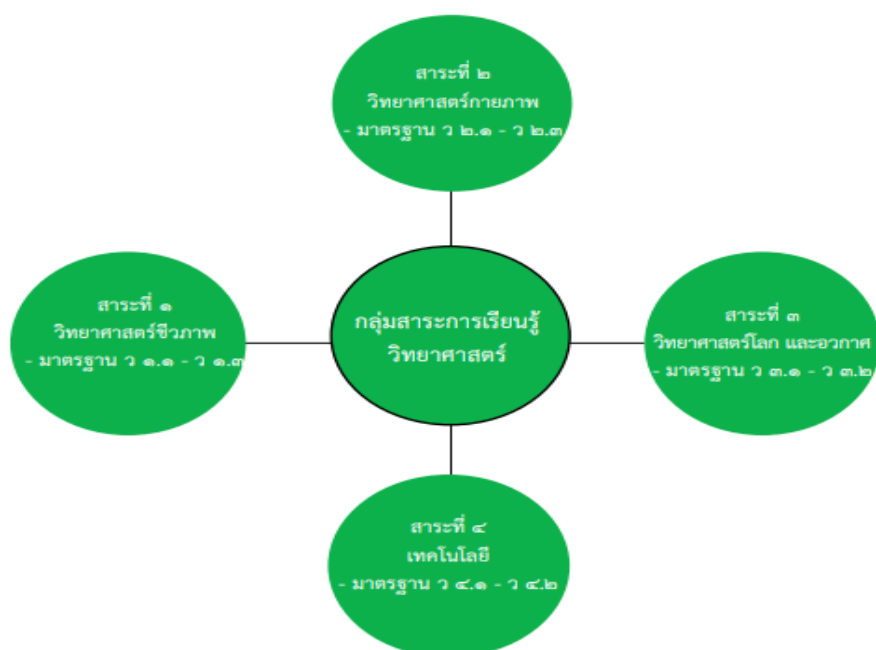 สาระที่ ๒
วิทยาศาสตร์กายภาพ
- มาตรฐาน ว ๒.๑ - ว ๒.๓
สาระที่ ๑
วิทยาศาสตร์ชีวภาพ
- มาตรฐาน ว ๑.๑ - ว ๑.๓
กลุ่มสาระการเรียนรู้
วิทยาศาสตร์
สาระที่ ๓
วิทยาศาสตร์โลก และอวกาศ
- มาตรฐาน ว ๓.๑ - ว ๓.๒
สาระที่ ๔
เทคโนโลยี
- มาตรฐาน ว ๔.๑ - ว ๔.๒